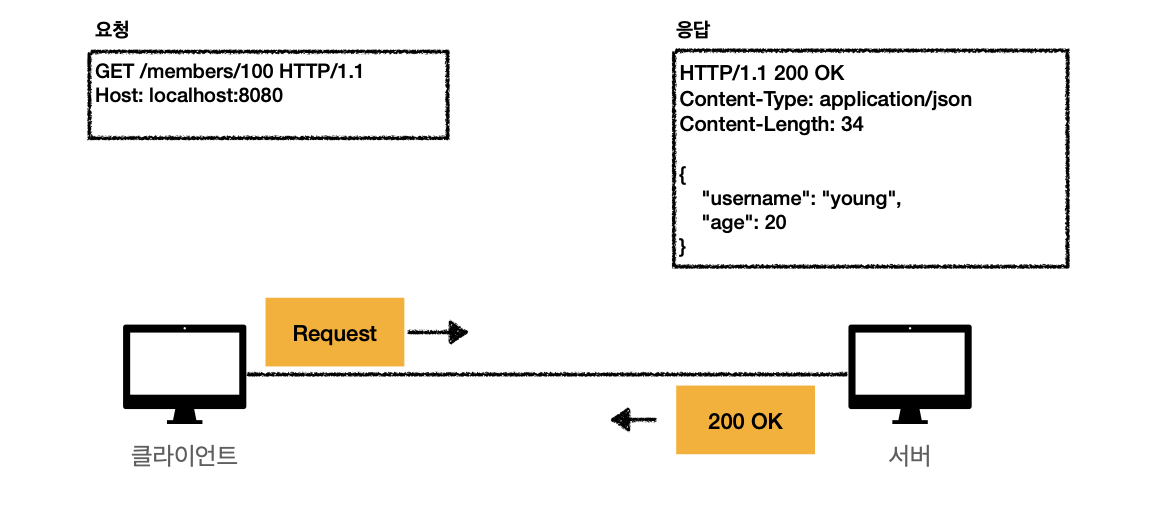 요청
GET /members/100 HTTP/1.1
Host: localhost:8080
응답
HTTP/1.1 200 OK
Content-Type: application/json
Content-Length: 34
{
"username": "young",
"age": 20
}
Request
200 OK
클라이언트
서버